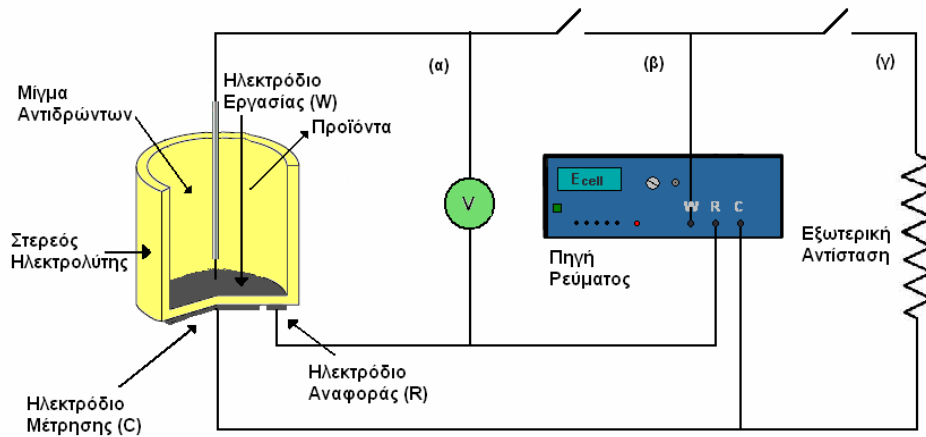 (α)
(β)
(γ)
Ηλεκτρόδιο
Εργασίας (W)
Μίγμα
Αντιδρώντων
Προϊόντα
Ecell
W R C
V
Στερεός
Ηλεκτρολύτης
Πηγή
Ρεύματος
Εξωτερική
Αντίσταση
Ηλεκτρόδιο
Αναφοράς (R)
Ηλεκτρόδιο
Μέτρησης (C)